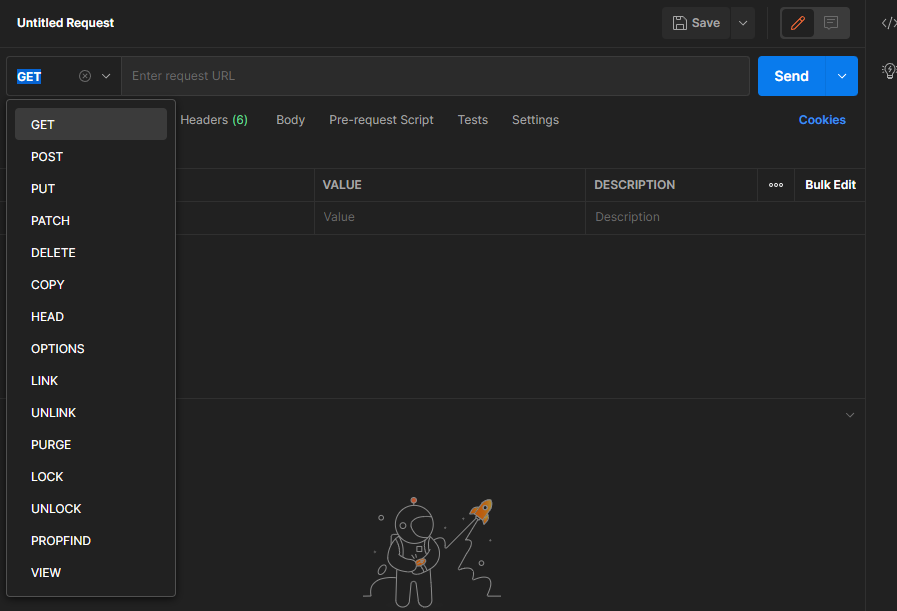 Untitled Request
Save
GET
Enter request URL
Send
Headers (6)
Body
Pre-request Script
Tests
Settings
Cookies
VALUE
DESCRIPTION
Bulk Edit
Value
Description
GET
POST
PUT
PATCH
DELETE
COPY
HEAD
OPTIONS
LINK
UNLINK
PURGE
LOCK
UNLOCK
PROPFIND
VIEW